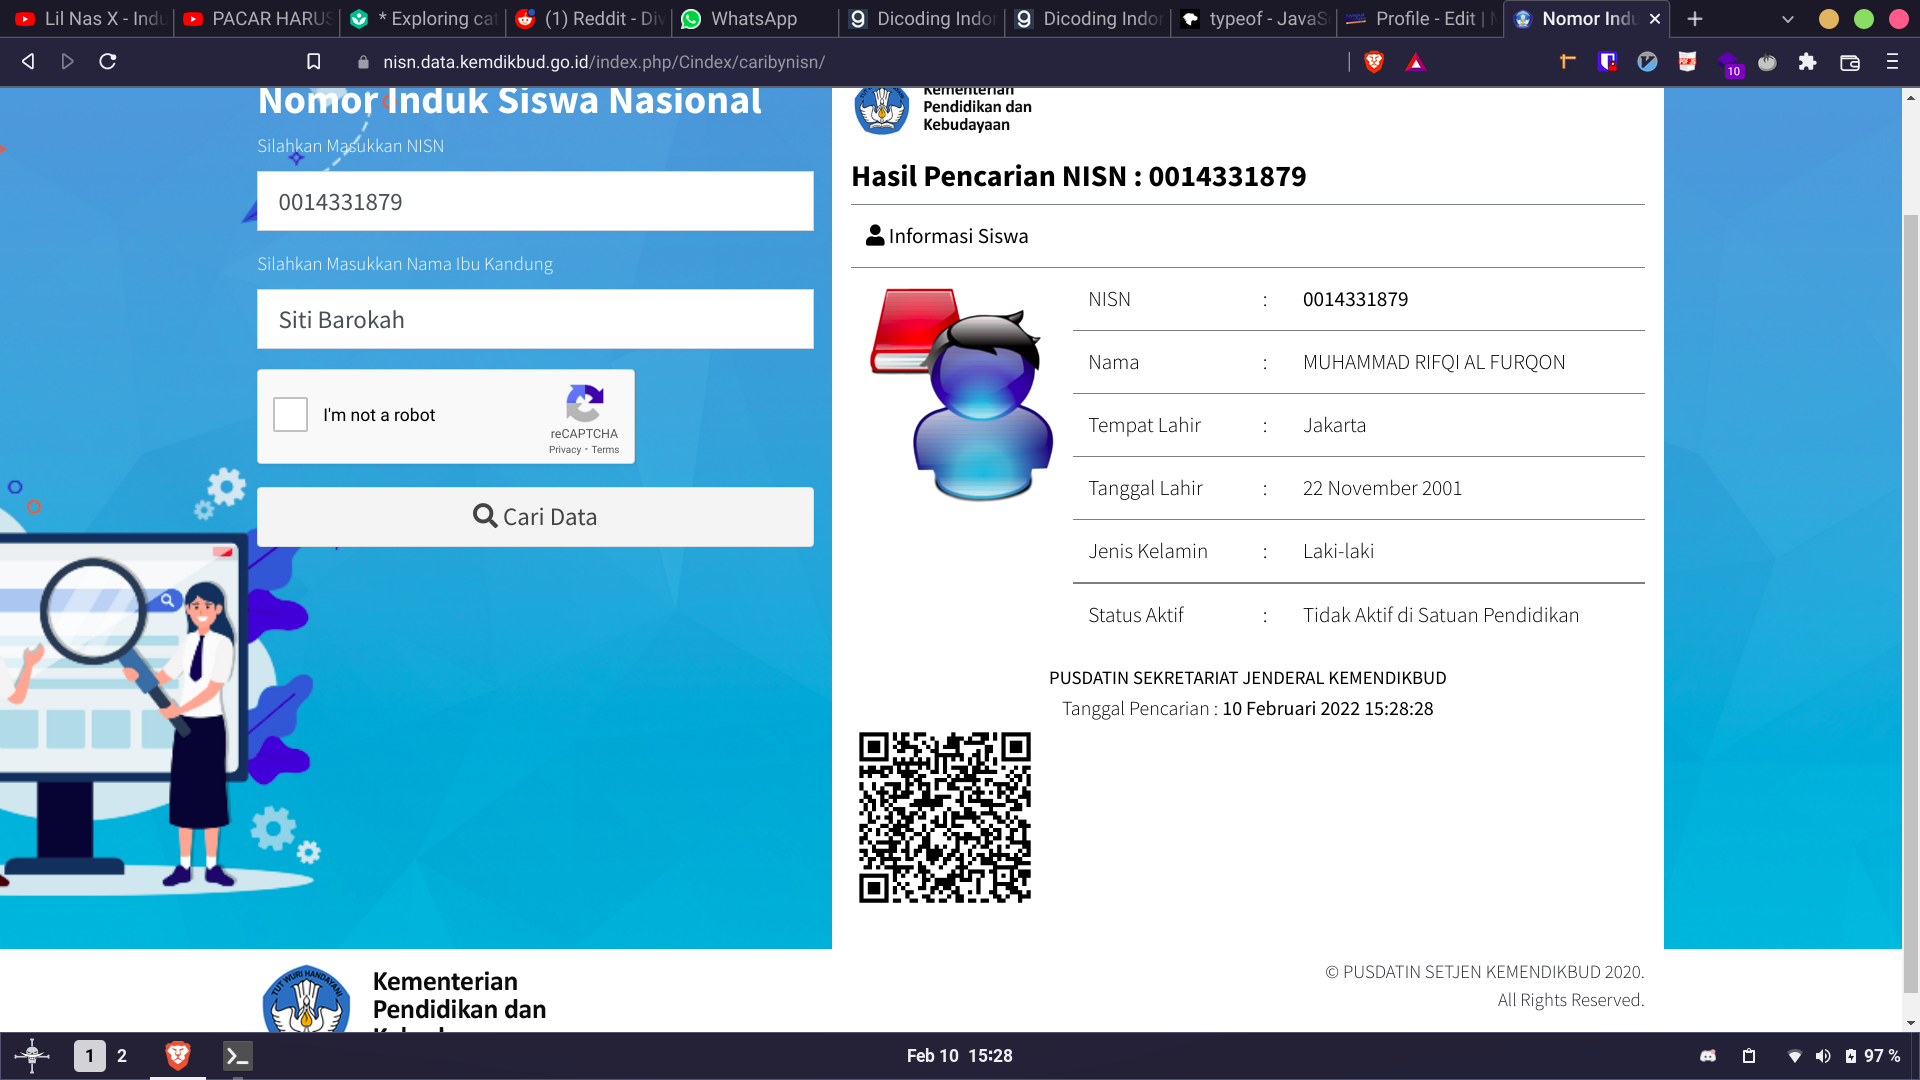 Lil Nas X - Indu
PACAR HARUS
* Exploring cat
(1) Reddit - Div
WhatsApp
Dicoding Indon
Dicoding Indon
typeof - JavaS
Profile - Edit |
Nomor Indu
nisn.data.kemdikbud.go.id/index.php/Cindex/caribynisn/
10
Nomor Induk Siswa Nasional
Silahkan Masukkan NISN
0014331879
Silahkan Masukkan Nama Ibu Kandung
Siti Barokah
I'm not a robot
reCAPTCHA
Privacy - Terms
Cari Data
Kementerian
Pendidikan dan
Kebudayaan
Hasil Pencarian NISN : 0014331879
Informasi Siswa
NISN : 0014331879
Nama : MUHAMMAD RIFQI AL FURQON
Tempat Lahir : Jakarta
Tanggal Lahir : 22 November 2001
Jenis Kelamin : Laki-laki
Status Aktif : Tidak Aktif di Satuan Pendidikan
PUSDATIN SEKRETARIAT JENDERAL KEMENDIKBUD
Tanggal Pencarian : 10 Februari 2022 15:28:28
TUT WURI HANDAYANI
Kementerian
Pendidikan dan
© PUSDATIN SETJEN KEMENDIKBUD 2020.
All Rights Reserved.
1 2
Feb 10 15:28
97 %